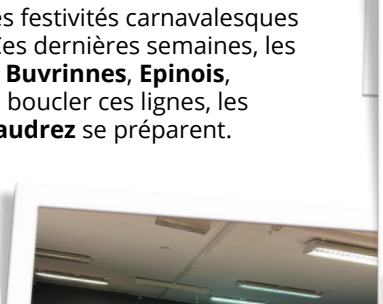 es festivités carnavalesques
Ces dernières semaines, les
Buvrinnes, Epinois,
boucler ces lignes, les
audrez se préparent.